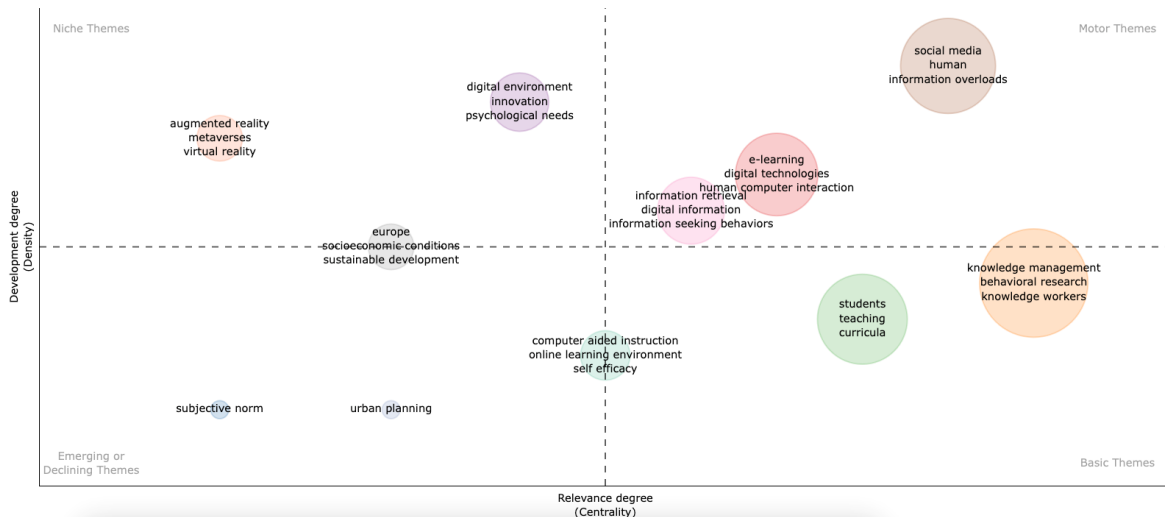 Niche Themes
Motor Themes
social media
human
information overloads
digital environment
innovation
psychological needs
augmented reality
metaverses
virtual reality
e-learning
digital technologies
human computer interaction
information retrieval
digital information
information seeking behaviors
europe
socioeconomic conditions
sustainable development
knowledge management
behavioral research
knowledge workers
students
teaching
curricula
computer aided instruction
online learning environment
self efficacy
subjective norm
urban planning
Emerging or
Declining Themes
Basic Themes
Development degree
(Density)
Relevance degree
(Centrality)